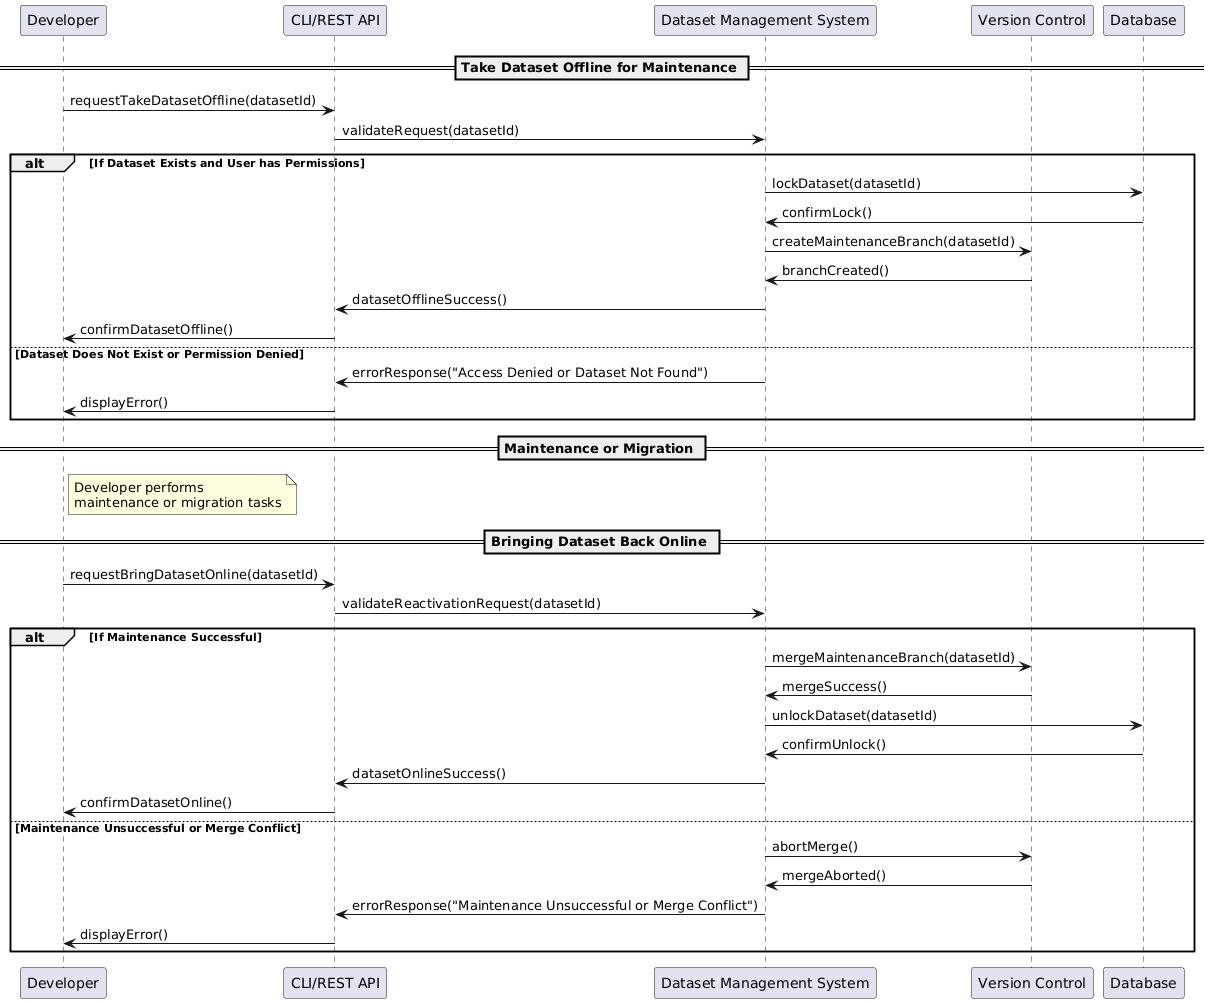 Developer
CLI/REST API
Dataset Management System
Version Control
Database
Take Dataset Offline for Maintenance
requestTakeDatasetOffline(datasetId)
validateRequest(datasetId)
alt
[If Dataset Exists and User has Permissions]
lockDataset(datasetId)
confirmLock()
createMaintenanceBranch(datasetId)
branchCreated()
datasetOfflineSuccess()
confirmDatasetOffline()
[Dataset Does Not Exist or Permission Denied]
errorResponse("Access Denied or Dataset Not Found")
displayError()
Maintenance or Migration
Developer performs
maintenance or migration tasks
Bringing Dataset Back Online
requestBringDatasetOnline(datasetId)
validateReactivationRequest(datasetId)
alt
[If Maintenance Successful]
mergeMaintenanceBranch(datasetId)
mergeSuccess()
unlockDataset(datasetId)
confirmUnlock()
datasetOnlineSuccess()
confirmDatasetOnline()
[Maintenance Unsuccessful or Merge Conflict]
abortMerge()
mergeAborted()
errorResponse("Maintenance Unsuccessful or Merge Conflict")
displayError()
Developer
CLI/REST API
Dataset Management System
Version Control
Database